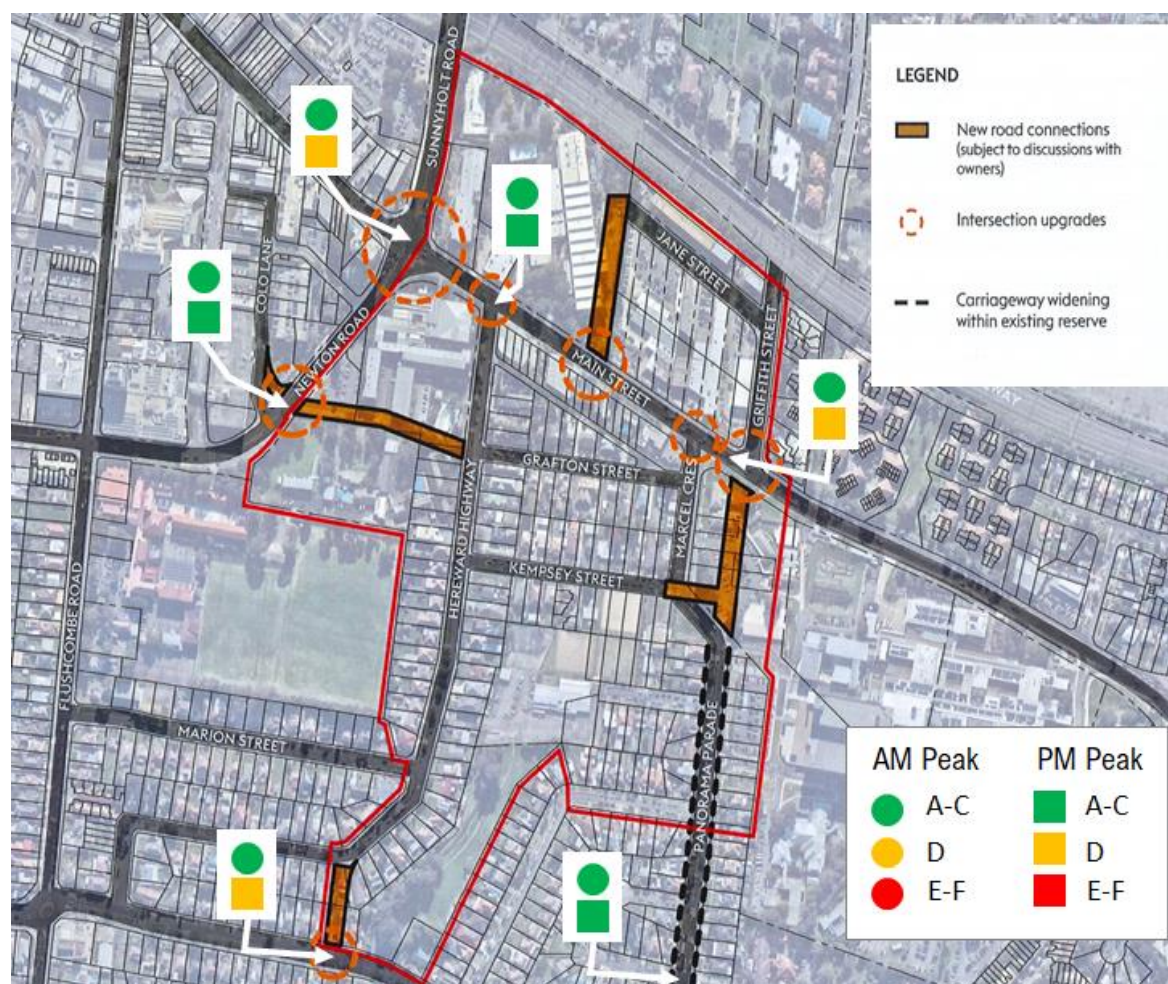 LEGEND
New road connections
(subject to discussions with
owners)
Intersection upgrades
Carriageway widening
within existing reserve
SUNNYHOLT ROAD
COLO LANE
NEWTON ROAD
JANE STREET
MAIN STREET
GRIFFITH STREET
WAY
GRAFTON STREET
MARCEL CRES
HEREWARD HIGHWAY
KEMPSEY STREET
FLUSHCOMBE ROAD
MARION STREET
PANORAMA PARADE
AM Peak
PM Peak
A-C
A-C
D
D
E-F
E-F